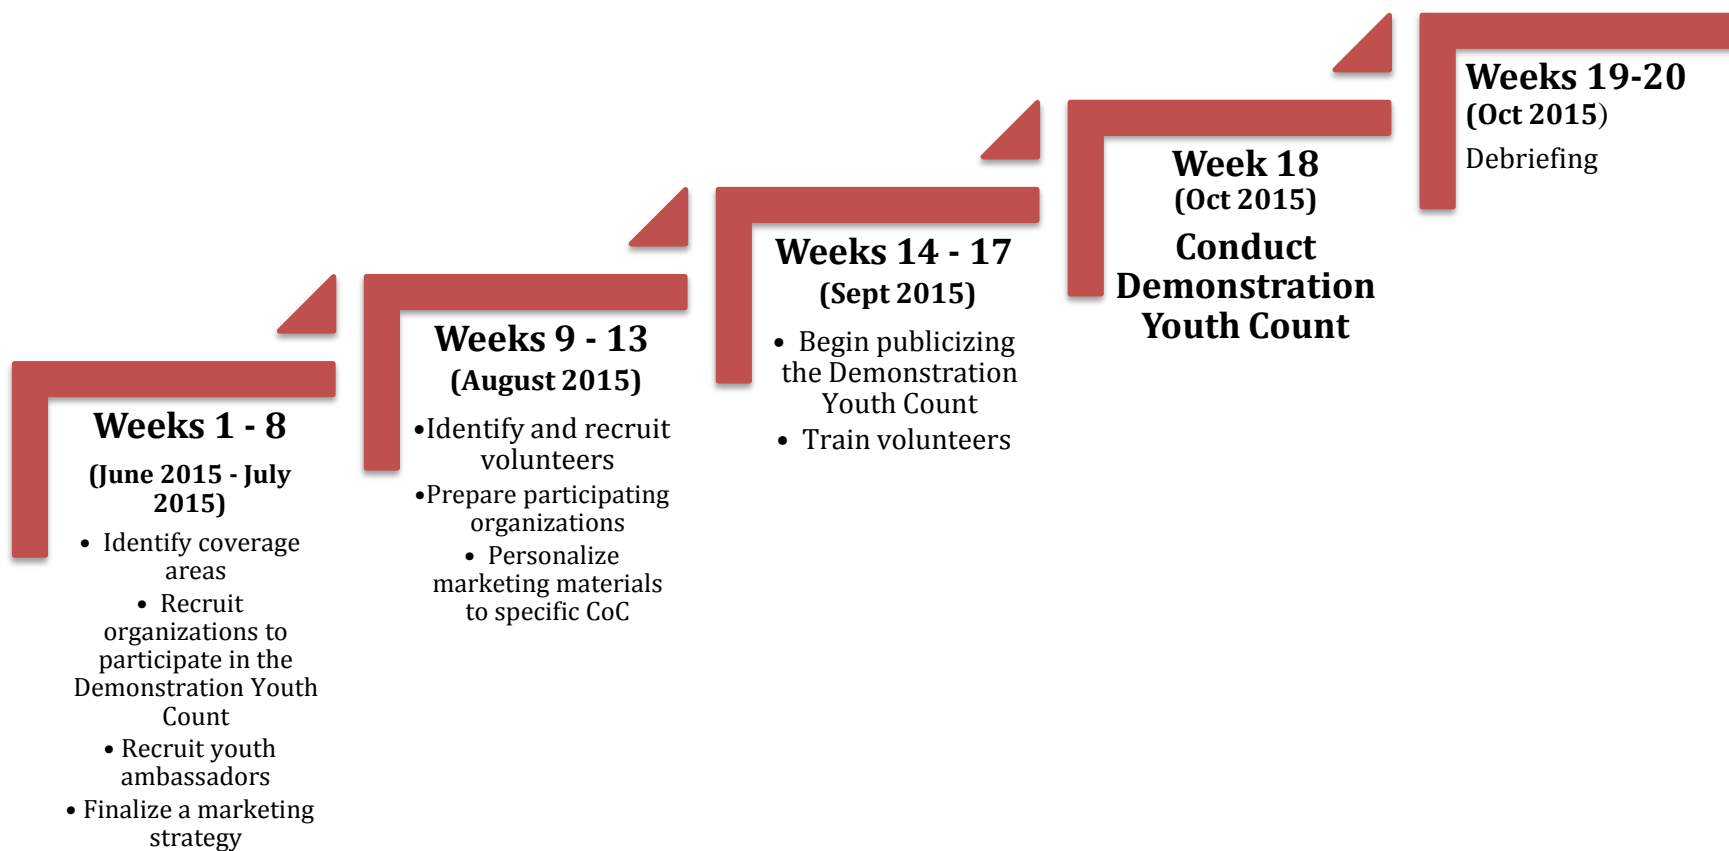 Weeks 1 - 8
(June 2015 - July
2015)
• Identify coverage
areas
• Recruit
organizations to
participate in the
Demonstration Youth
Count
• Recruit youth
ambassadors
• Finalize a marketing
strategy
Weeks 9 - 13
(August 2015)
•Identify and recruit
volunteers
•Prepare participating
organizations
• Personalize
marketing materials
to specific CoC
Weeks 14 - 17
(Sept 2015)
• Begin publicizing
the Demonstration
Youth Count
• Train volunteers
Week 18
(Oct 2015)
Conduct
Demonstration
Youth Count
Weeks 19-20
(Oct 2015)
Debriefing